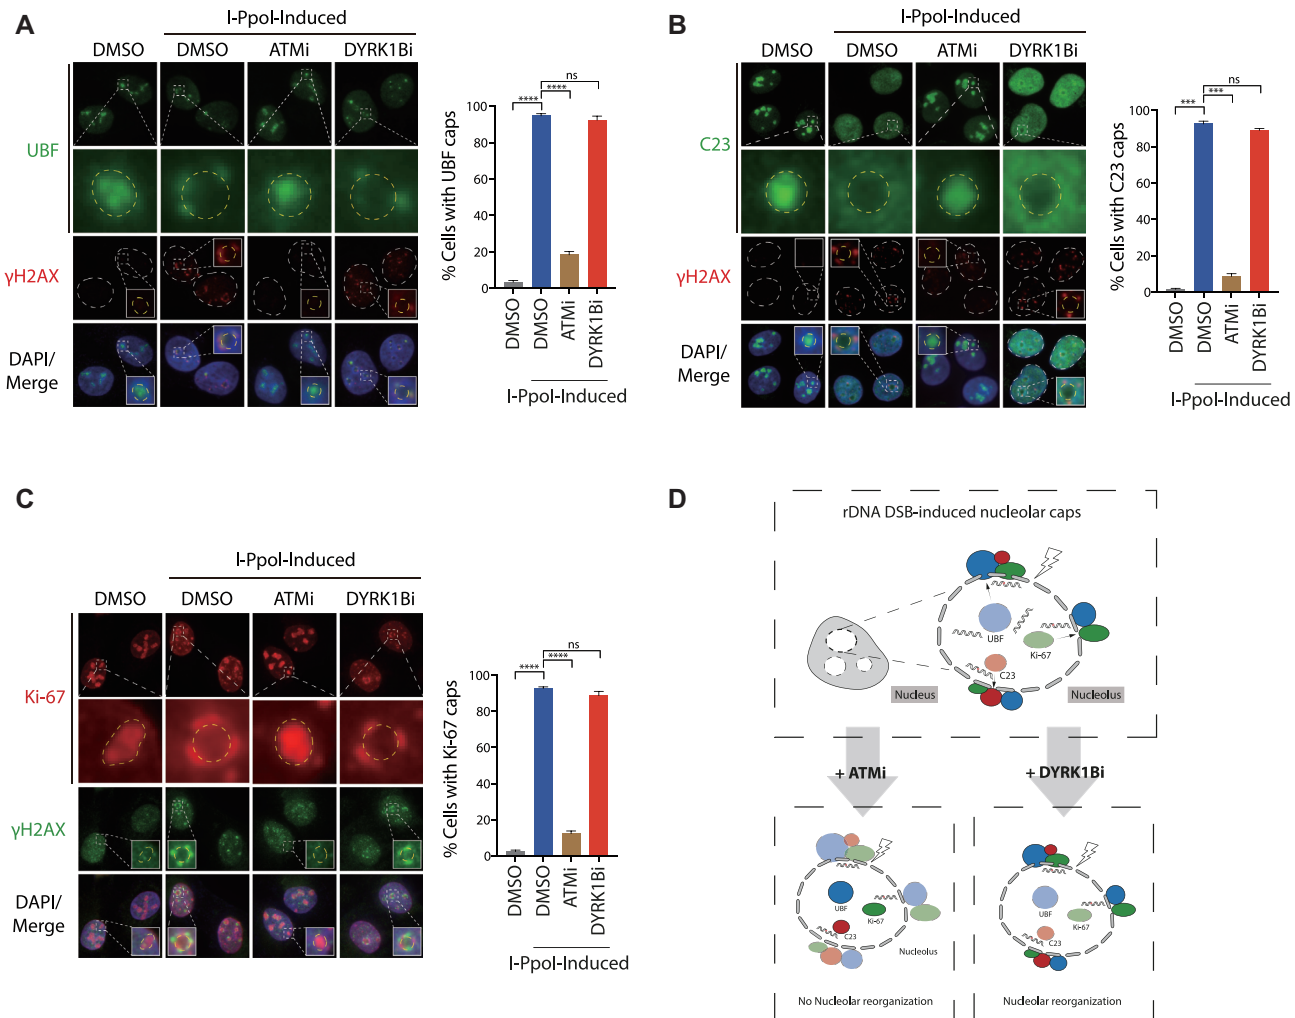 A
I-PpoI-Induced
DMSO
DMSO
ATMi
DYRK1Bi
UBF
γH2AX
DAPI/
Merge
% Cells with UBF caps
100
80
60
40
20
0
****
****
ns
DMSO
DMSO
ATMi
DYRK1Bi
I-PpoI-Induced
B
I-PpoI-Induced
DMSO
DMSO
ATMi
DYRK1Bi
C23
γH2AX
DAPI/
Merge
% Cells with C23 caps
100
80
60
40
20
0
***
***
ns
DMSO
DMSO
ATMi
DYRK1Bi
I-PpoI-Induced
C
I-PpoI-Induced
DMSO
DMSO
ATMi
DYRK1Bi
Ki-67
γH2AX
DAPI/
Merge
% Cells with Ki-67 caps
100
80
60
40
20
0
****
****
ns
DMSO
DMSO
ATMi
DYRK1Bi
I-PpoI-Induced
D
rDNA DSB-induced nucleolar caps
UBF
Ki-67
C23
Nucleus
Nucleolus
+ ATMi
+ DYRK1Bi
UBF
Ki-67
C23
Nucleolus
No Nucleolar reorganization
UBF
Ki-67
C23
Nucleolar reorganization